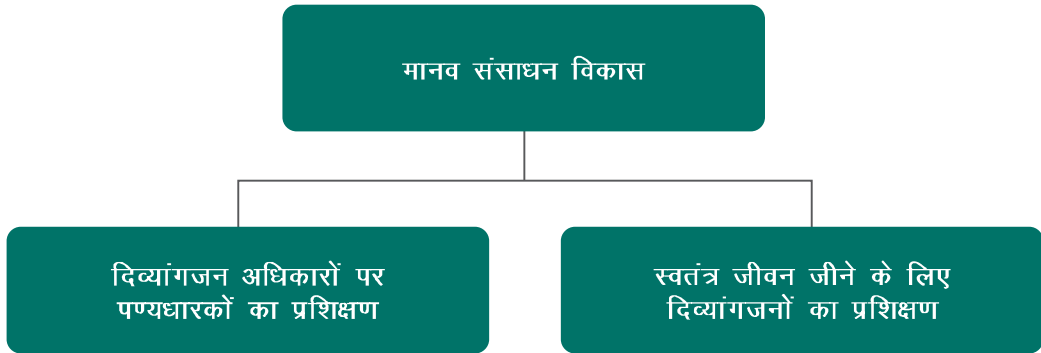 मानव संसाधन विकास
दिव्यांगजन अधिकारों पर
पण्यधारकों का प्रशिक्षण
स्वतंत्र जीवन जीने के लिए
दिव्यांगजनों का प्रशिक्षण